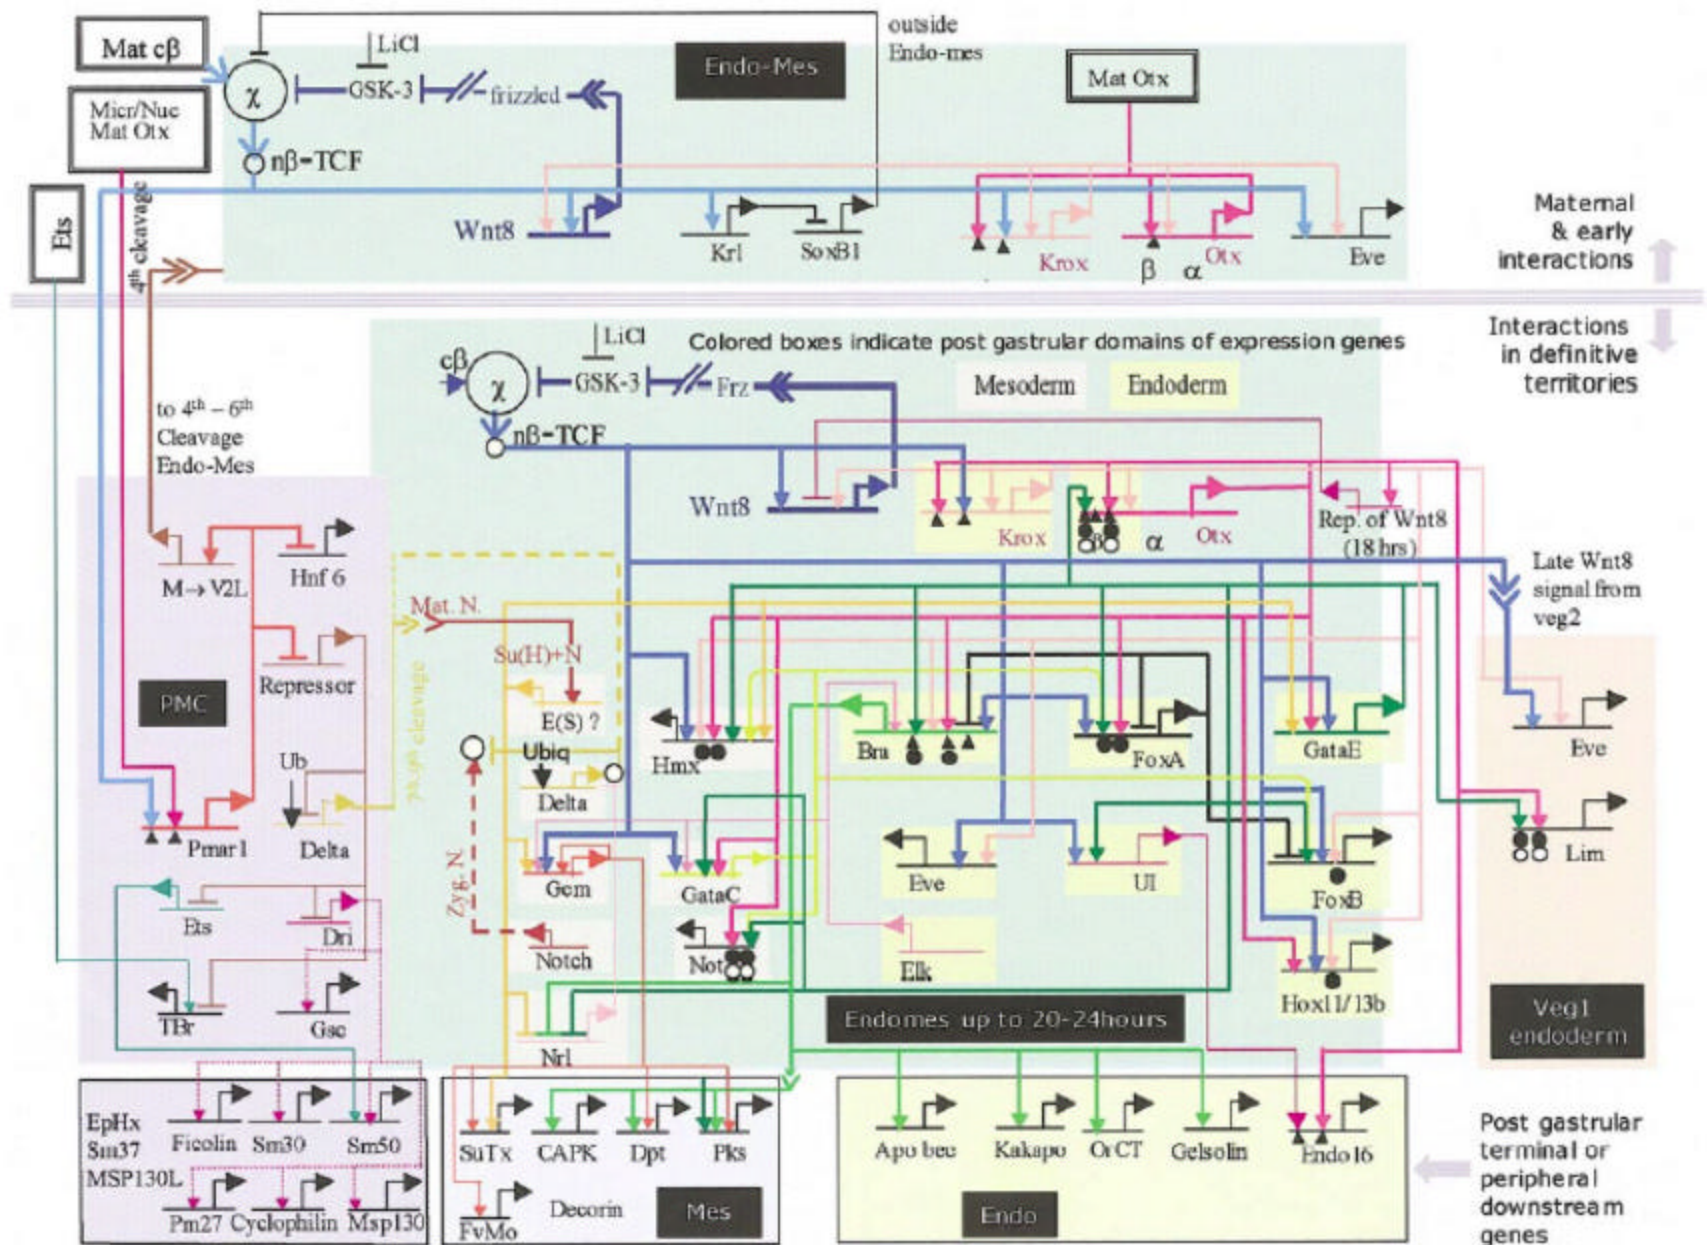 Mat cβ
LiCl
outside
Endo-mes
Endo-Mes
Mat Otx
χ
GSK-3
frizzled
Micr/Nuc
Mat Otx
nβ-TCF
Ets
4th cleavage
Wnt8
Krl
SoxB1
Krox
β
α
Otx
Eve
Maternal
& early
interactions
Interactions
in definitive
territories
LiCl
Colored boxes indicate post gastrular domains of expression genes
cβ
χ
GSK-3
Frz
Mesoderm
Endoderm
nβ-TCF
to 4th – 6th
Cleavage
Endo-Mes
Wnt8
Krox
β
α
Otx
Rep. of Wnt8
(18 hrs)
Late Wnt8
signal from
veg2
M → V2L
Hnf 6
Mat. N.
Su(H)+N
Repressor
PMC
E(S) ?
cleavage
Ubiq
Ub
Delta
Hmx
Bra
FoxA
GataE
Eve
Pmar1
Delta
Zyg. N.
Gcm
GataC
Eve
UI
FoxB
Lim
Ets
Dri
Notch
Not
Elk
Hox11/13b
TBr
Gsc
Nrl
Endomes up to 20-24hours
Veg1
endoderm
EpHx
Sm37
MSP130L
Ficolin
Sm30
Sm50
SuTx
CAPK
Dpt
Pks
Apo bec
Kakapo
OrCT
Gelsolin
Endo16
Pm27
Cyclophilin
Msp130
FvMo
Decorin
Mes
Endo
Post gastrular
terminal or
peripheral
downstream
genes